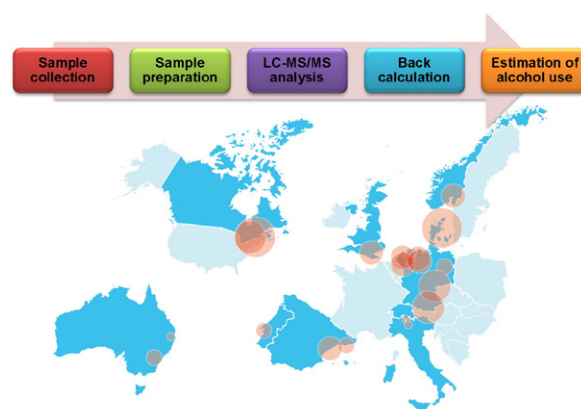 Sample collection
Sample preparation
LC-MS/MS analysis
Back calculation
Estimation of alcohol use